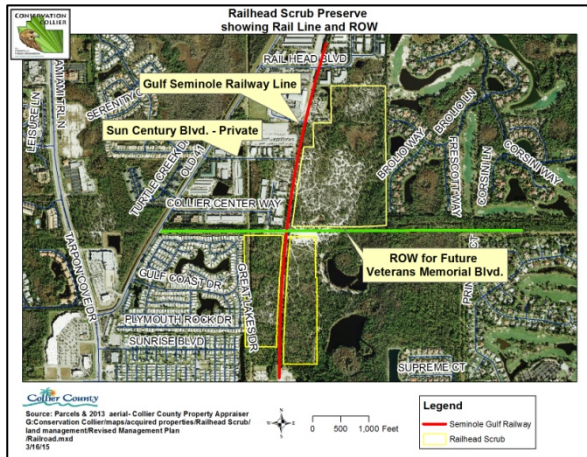 CONSERVATION
COLLIER
Railhead Scrub Preserve
showing Rail Line and ROW
RAIL HEAD BLVD
Gulf Seminole Railway Line
Sun Century Blvd. - Private
LEISURE LN
TAMIAMI TRL N
SERENITY
TURTLE CREEK
OLD 41
COLLIER CENTER WAY
BROLIO WAY
BROLIO LN
FRESCOTT WAY
CORSINI LN
CORSINI WAY
ROW for Future
Veterans Memorial Blvd.
TARPON COVE DR
GULF COAST DR
GREAT LAKES DR
PLYMOUTH ROCK DR
SUNRISE BLVD
SUPREME CT
Collier County
Source: Parcels & 2013 aerial- Collier County Property Appraiser
G:Conservation Collier/maps/acquired properties/Railhead Scrub/
land management/Revised Management Plan
/Railroad.mxd
3/16/15
0 500 1,000 Feet
Legend
Seminole Gulf Railway
Railhead Scrub